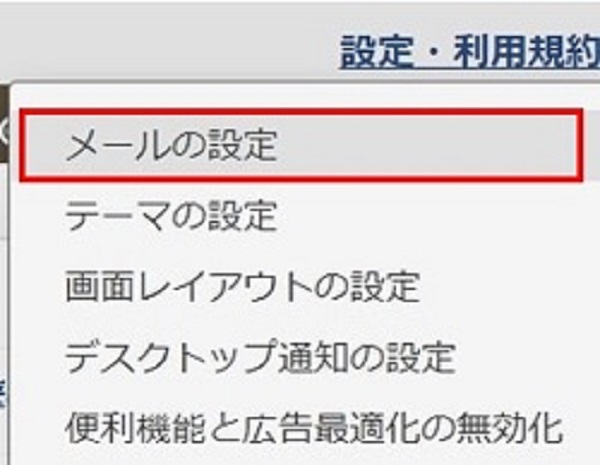 設定・利用規約
メールの設定
テーマの設定
画面レイアウトの設定
デスクトップ通知の設定
便利機能と広告最適化の無効化